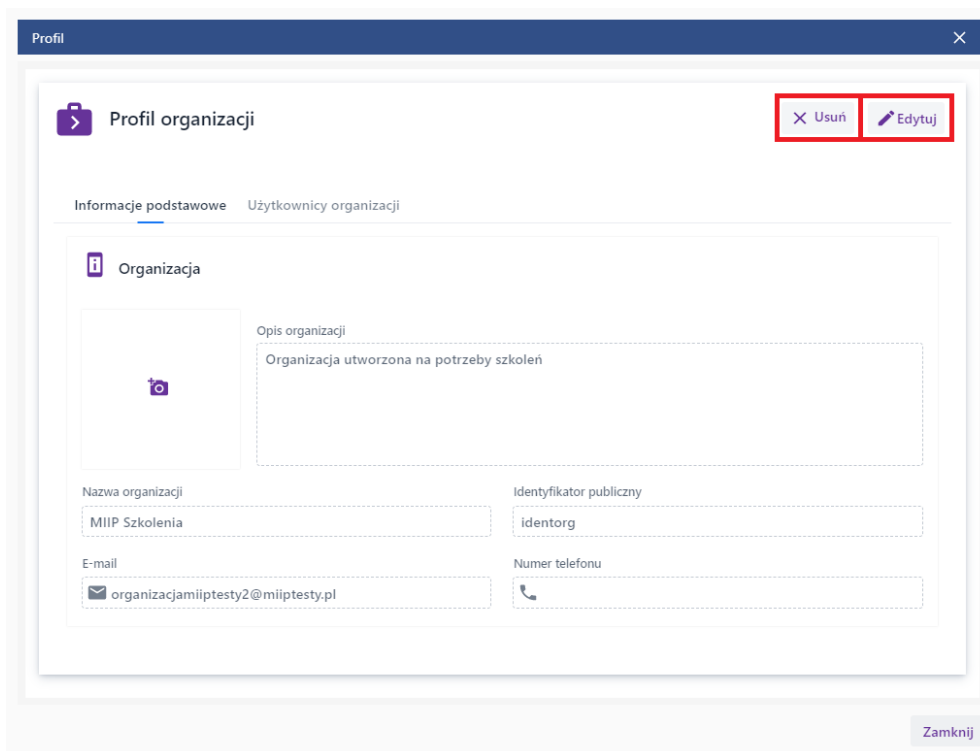 Profil
Profil organizacji
Usuń
Edytuj
Informacje podstawowe
Użytkownicy organizacji
Organizacja
Opis organizacji
Organizacja utworzona na potrzeby szkoleń
Nazwa organizacji
Identyfikator publiczny
MIIP Szkolenia
identorg
E-mail
Numer telefonu
organizacjamiiptesty2@miiptesty.pl
Zamknij